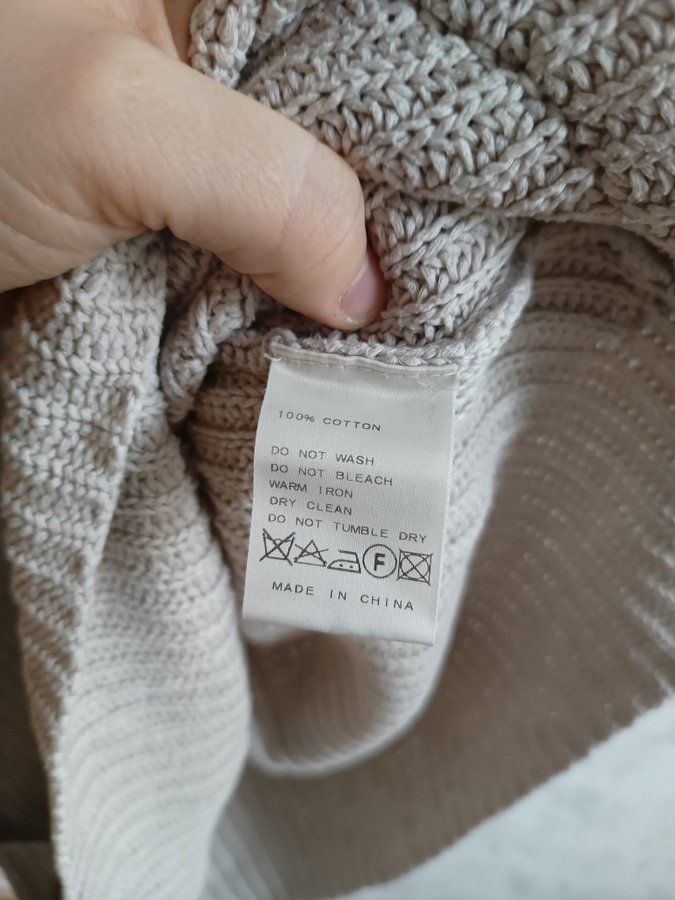 100% COTTON
DO NOT WASH
DO NOT BLEACH
WARM IRON
DRY CLEAN
DO NOT TUMBLE DRY
F
MADE IN CHINA